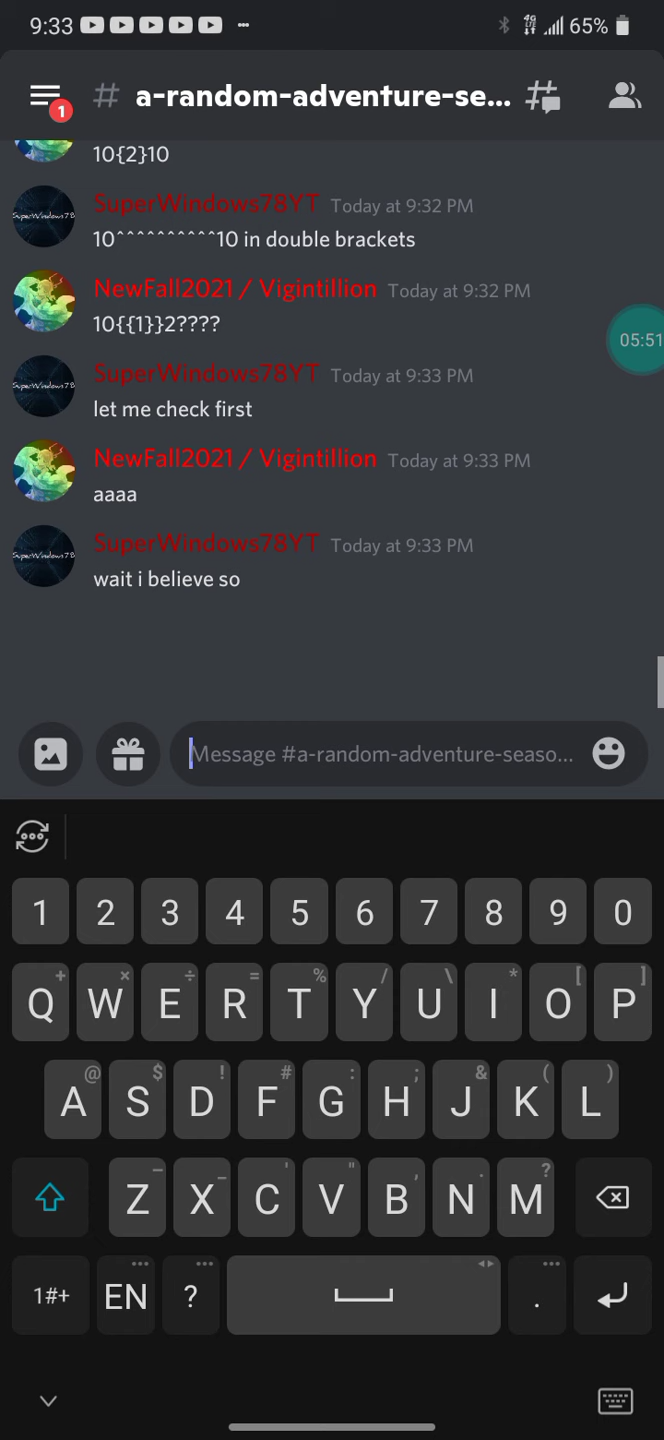 9:33
65%
1
# a-random-adventure-se...
10{2}10
SuperWindows78YT Today at 9:32 PM
10^^^^^^^^^^10 in double brackets
NewFall2021 / Vigintillion Today at 9:32 PM
10{{1}}2????
05:51
SuperWindows78YT Today at 9:33 PM
let me check first
NewFall2021 / Vigintillion Today at 9:33 PM
aaaa
SuperWindows78YT Today at 9:33 PM
wait i believe so
Message #a-random-adventure-seaso...
1 2 3 4 5 6 7 8 9 0
+ × ÷ = % / \ * [ ]
Q W E R T Y U I O P
@ $ ! # : ; & ( )
A S D F G H J K L
- _ ' " , . ?
Z X C V B N M
1#+ EN ? .